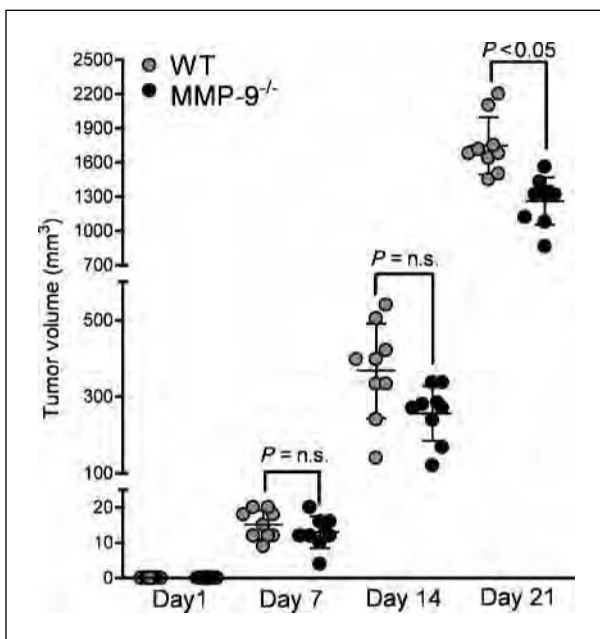 P<0.05
2500
WT
MMP-9-/-
2200
1900
1600
1300
1000
700
P = n.s.
500
300
100
P = n.s.
20
10
0
Tumor volume (mm3)
Day1 Day 7 Day 14 Day 21